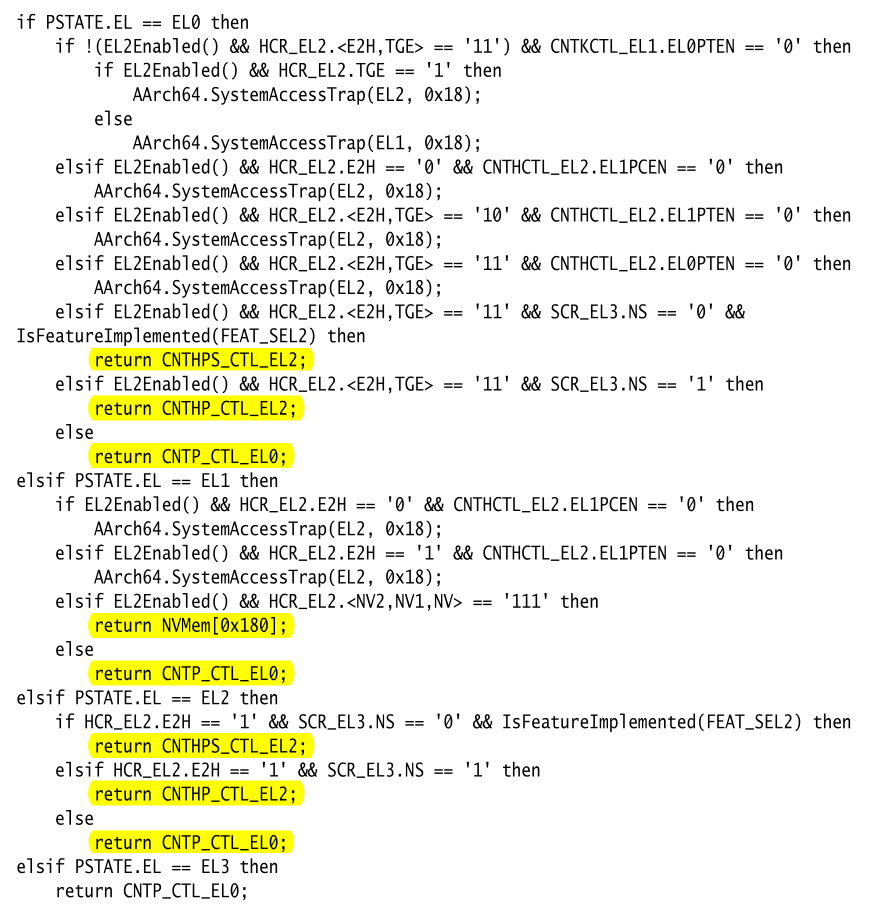 if PSTATE.EL == EL0 then
    if !(EL2Enabled() && HCR_EL2.<E2H,TGE> == '11') && CNTKCTL_EL1.EL0PTEN == '0' then
        if EL2Enabled() && HCR_EL2.TGE == '1' then
            AArch64.SystemAccessTrap(EL2, 0x18);
        else
            AArch64.SystemAccessTrap(EL1, 0x18);
    elsif EL2Enabled() && HCR_EL2.E2H == '0' && CNTHCTL_EL2.EL1PCEN == '0' then
        AArch64.SystemAccessTrap(EL2, 0x18);
    elsif EL2Enabled() && HCR_EL2.<E2H,TGE> == '10' && CNTHCTL_EL2.EL1PTEN == '0' then
        AArch64.SystemAccessTrap(EL2, 0x18);
    elsif EL2Enabled() && HCR_EL2.<E2H,TGE> == '11' && CNTHCTL_EL2.EL0PTEN == '0' then
        AArch64.SystemAccessTrap(EL2, 0x18);
    elsif EL2Enabled() && HCR_EL2.<E2H,TGE> == '11' && SCR_EL3.NS == '0' &&
IsFeatureImplemented(FEAT_SEL2) then
        return CNTHPS_CTL_EL2;
    elsif EL2Enabled() && HCR_EL2.<E2H,TGE> == '11' && SCR_EL3.NS == '1' then
        return CNTHP_CTL_EL2;
    else
        return CNTP_CTL_EL0;
elsif PSTATE.EL == EL1 then
    if EL2Enabled() && HCR_EL2.E2H == '0' && CNTHCTL_EL2.EL1PCEN == '0' then
        AArch64.SystemAccessTrap(EL2, 0x18);
    elsif EL2Enabled() && HCR_EL2.E2H == '1' && CNTHCTL_EL2.EL1PTEN == '0' then
        AArch64.SystemAccessTrap(EL2, 0x18);
    elsif EL2Enabled() && HCR_EL2.<NV2,NV1,NV> == '111' then
        return NVMem[0x180];
    else
        return CNTP_CTL_EL0;
elsif PSTATE.EL == EL2 then
    if HCR_EL2.E2H == '1' && SCR_EL3.NS == '0' && IsFeatureImplemented(FEAT_SEL2) then
        return CNTHPS_CTL_EL2;
    elsif HCR_EL2.E2H == '1' && SCR_EL3.NS == '1' then
        return CNTHP_CTL_EL2;
    else
        return CNTP_CTL_EL0;
elsif PSTATE.EL == EL3 then
    return CNTP_CTL_EL0;